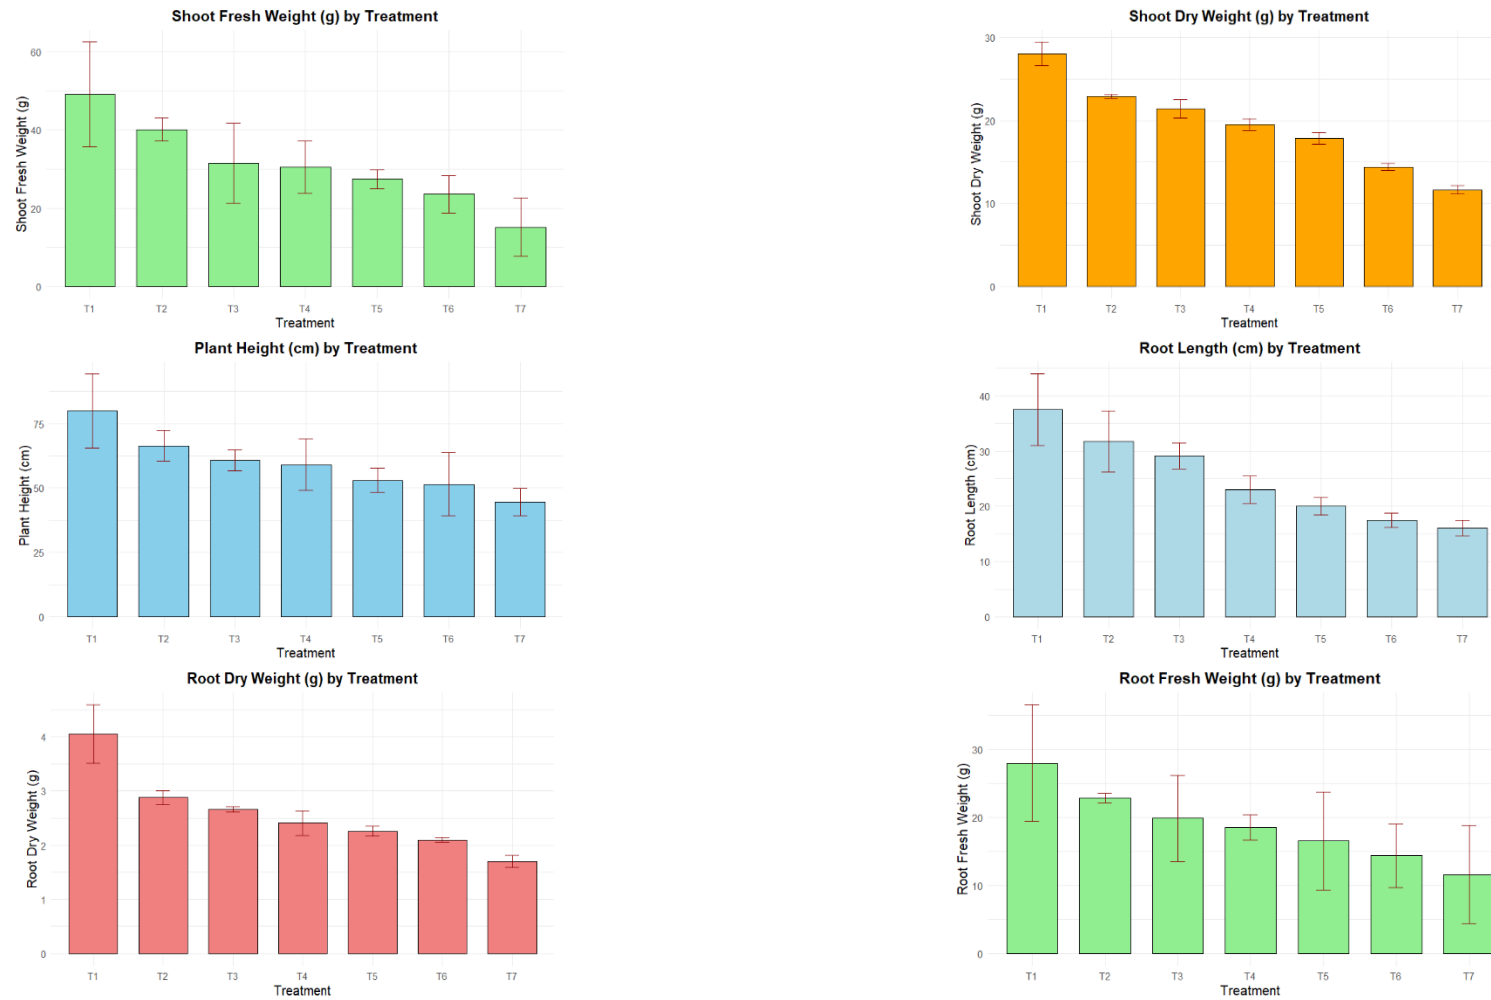 Shoot Fresh Weight (g) by Treatment
Shoot Fresh Weight (g)
60
40
20
0
T1 T2 T3 T4 T5 T6 T7
Treatment
Shoot Dry Weight (g) by Treatment
Shoot Dry Weight (g)
30
20
10
0
T1 T2 T3 T4 T5 T6 T7
Treatment
Plant Height (cm) by Treatment
Plant Height (cm)
75
50
25
0
T1 T2 T3 T4 T5 T6 T7
Treatment
Root Length (cm) by Treatment
Root Length (cm)
40
30
20
10
0
T1 T2 T3 T4 T5 T6 T7
Treatment
Root Dry Weight (g) by Treatment
Root Dry Weight (g)
4
3
2
1
0
T1 T2 T3 T4 T5 T6 T7
Treatment
Root Fresh Weight (g) by Treatment
Root Fresh Weight (g)
30
20
10
0
T1 T2 T3 T4 T5 T6 T7
Treatment